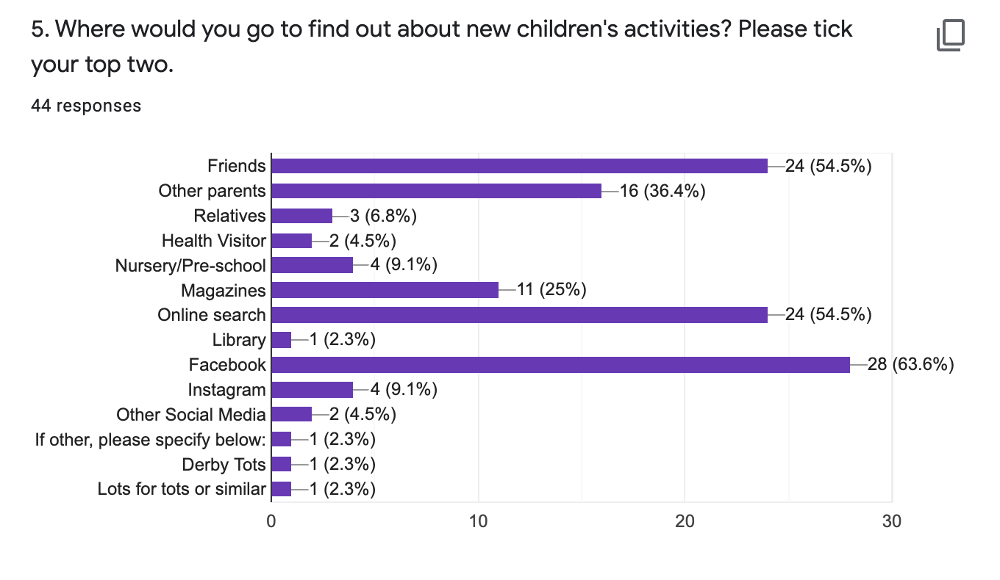 5. Where would you go to find out about new children's activities? Please tick
your top two.
44 responses
Friends 24 (54.5%)
Other parents 16 (36.4%)
Relatives 3 (6.8%)
Health Visitor 2 (4.5%)
Nursery/Pre-school 4 (9.1%)
Magazines 11 (25%)
Online search 24 (54.5%)
Library 1 (2.3%)
Facebook 28 (63.6%)
Instagram 4 (9.1%)
Other Social Media 2 (4.5%)
If other, please specify below: 1 (2.3%)
Derby Tots 1 (2.3%)
Lots for tots or similar 1 (2.3%)
0 10 20 30